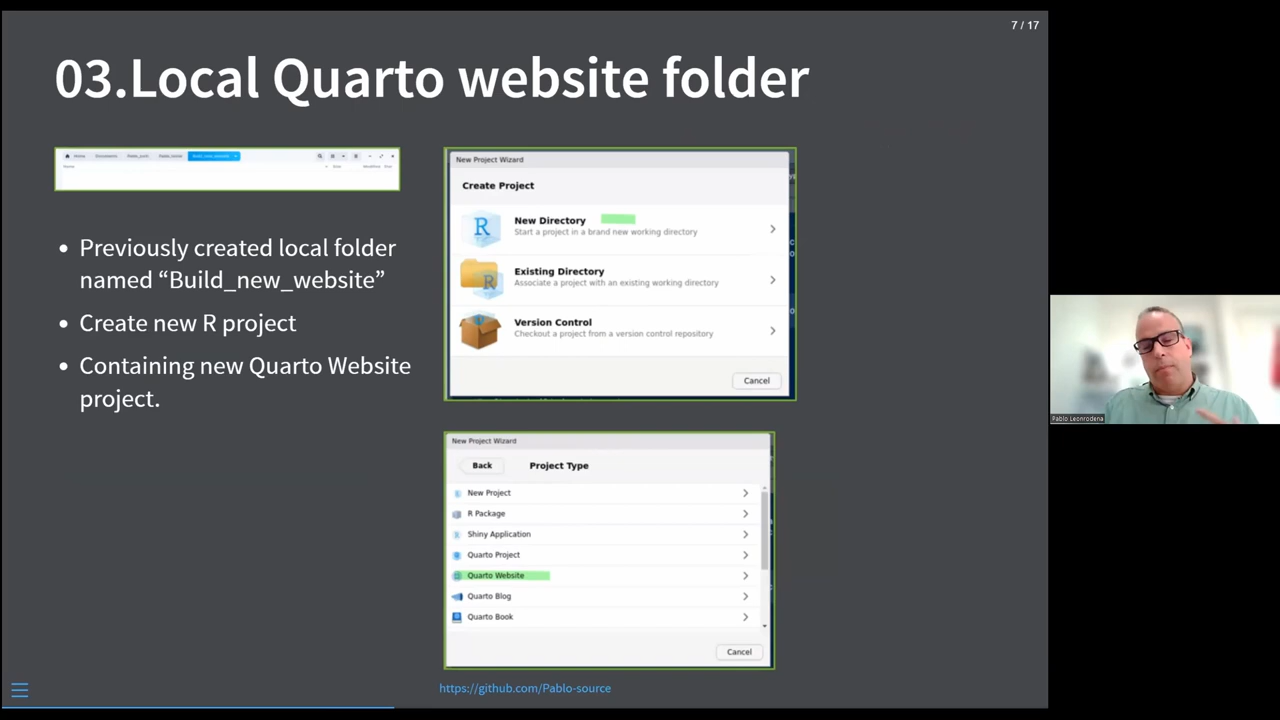 7 / 17
03.Local Quarto website folder
Home Documents
• Previously created local folder
named “Build_new_website”
• Create new R project
• Containing new Quarto Website
project.
New Project Wizard
Create Project
New Directory
Start a project in a brand new working directory
Existing Directory
Associate a project with an existing working directory
Version Control
Checkout a project from a version control repository
Cancel
New Project Wizard
Back Project Type
New Project
R Package
Shiny Application
Quarto Project
Quarto Website
Quarto Blog
Quarto Book
Cancel
https://github.com/Pablo-source
Pablo Leonrodena